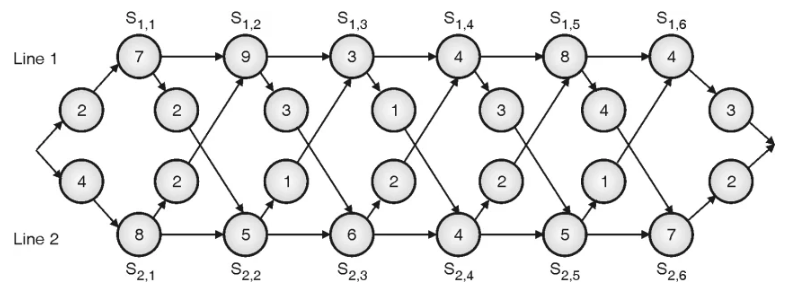 S1,1 S1,2 S1,3 S1,4 S1,5 S1,6
Line 1 7 9 3 4 8 4
2 2 3 1 3 4 3
4 2 1 2 2 1 2
Line 2 8 5 6 4 5 7
S2,1 S2,2 S2,3 S2,4 S2,5 S2,6